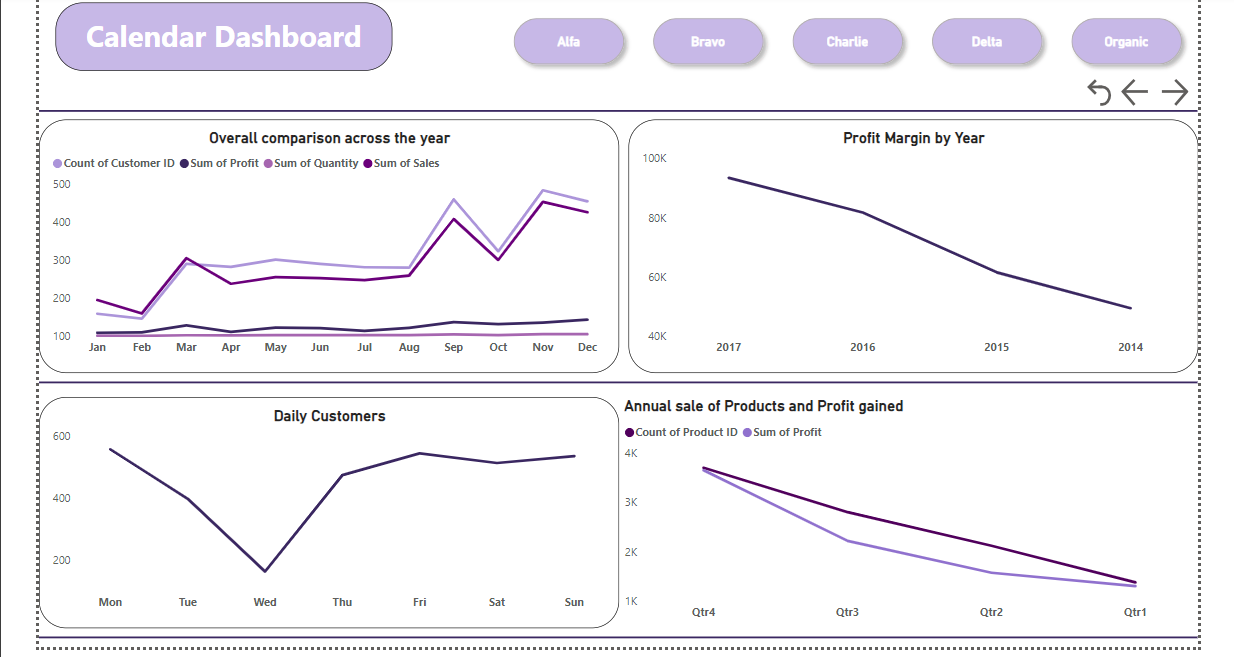 Calendar Dashboard
Alfa
Bravo
Charlie
Delta
Organic
Overall comparison across the year
Count of Customer ID Sum of Profit Sum of Quantity Sum of Sales
500
400
300
200
100
Jan Feb Mar Apr May Jun Jul Aug Sep Oct Nov Dec
Profit Margin by Year
100K
80K
60K
40K
2017 2016 2015 2014
Daily Customers
600
400
200
Mon Tue Wed Thu Fri Sat Sun
Annual sale of Products and Profit gained
Count of Product ID Sum of Profit
4K
3K
2K
1K
Qtr4 Qtr3 Qtr2 Qtr1